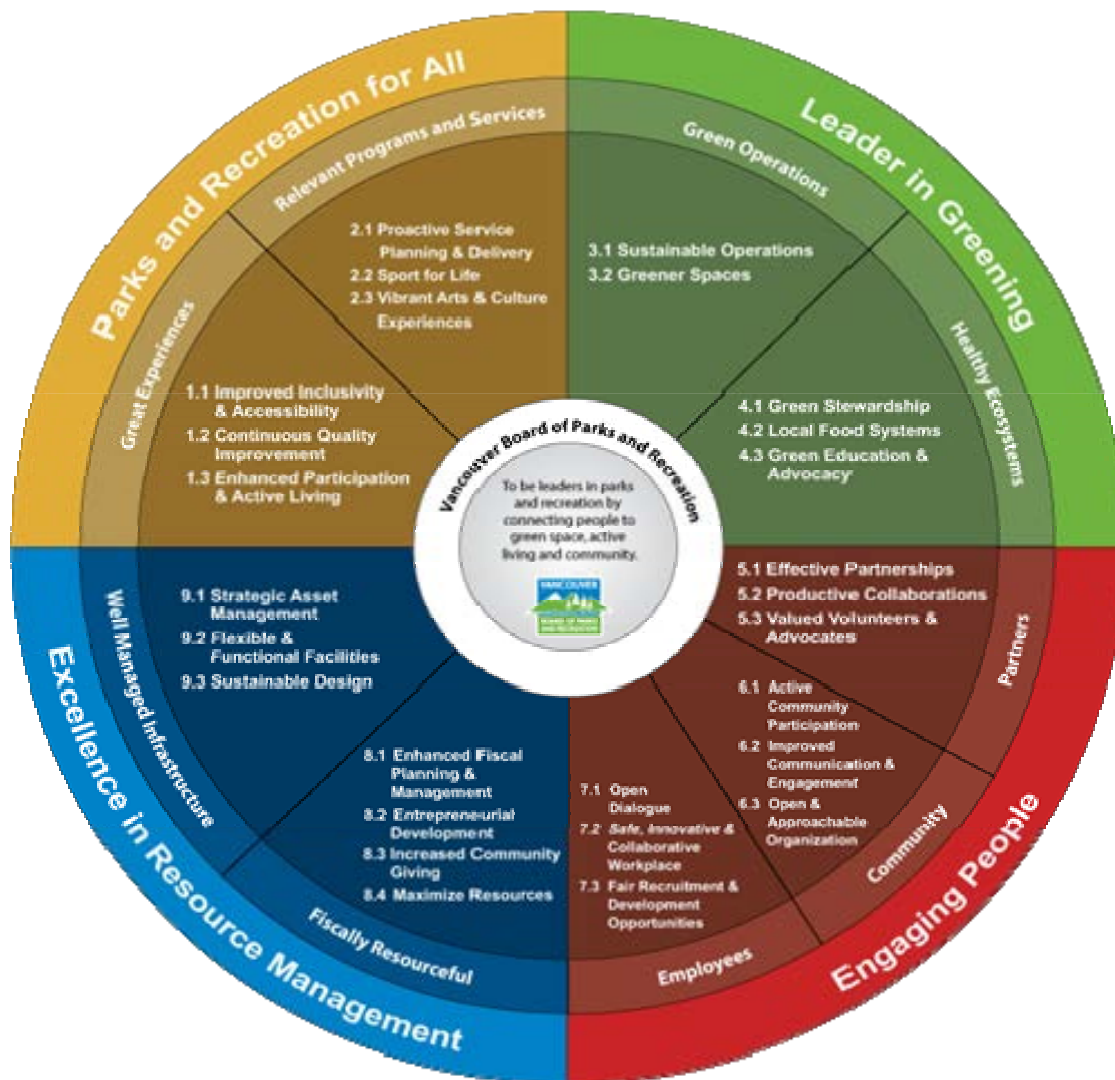 Parks and Recreation for All
Relevant Programs and Services
2.1 Proactive Service
Planning & Delivery
2.2 Sport for Life
2.3 Vibrant Arts & Culture
Experiences
Great Experiences
1.1 Improved Inclusivity
& Accessibility
1.2 Continuous Quality
Improvement
1.3 Enhanced Participation
& Active Living
Leader in Greening
Green Operations
3.1 Sustainable Operations
3.2 Greener Spaces
Healthy Ecosystems
4.1 Green Stewardship
4.2 Local Food Systems
4.3 Green Education &
Advocacy
Vancouver Board of Parks and Recreation
To be leaders in parks
and recreation by
connecting people to
green space, active
living and community.
VANCOUVER
BOARD OF PARKS
AND RECREATION
Engaging People
Partners
5.1 Effective Partnerships
5.2 Productive Collaborations
5.3 Valued Volunteers &
Advocates
Community
6.1 Active
Community
Participation
6.2 Improved
Communication &
Engagement
6.3 Open &
Approachable
Organization
Employees
7.1 Open
Dialogue
7.2 Safe, Innovative &
Collaborative
Workplace
7.3 Fair Recruitment &
Development
Opportunities
Excellence in Resource Management
Fiscally Resourceful
8.1 Enhanced Fiscal
Planning &
Management
8.2 Entrepreneurial
Development
8.3 Increased Community
Giving
8.4 Maximize Resources
Well Managed Infrastructure
9.1 Strategic Asset
Management
9.2 Flexible &
Functional Facilities
9.3 Sustainable Design